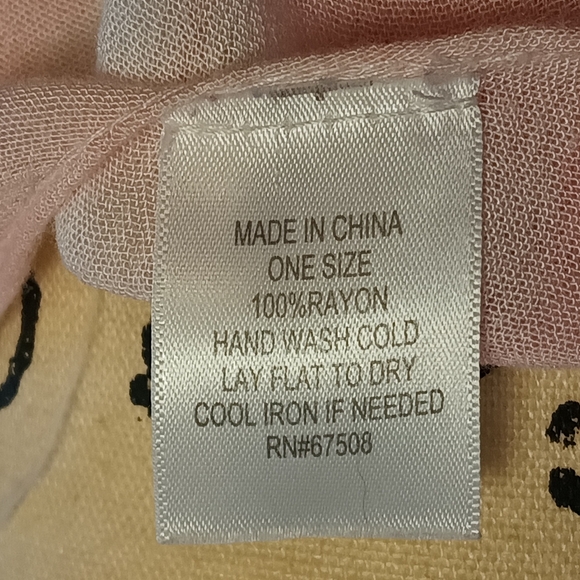 MADE IN CHINA
ONE SIZE
100%RAYON
HAND WASH COLD
LAY FLAT TO DRY
COOL IRON IF NEEDED
RN#67508